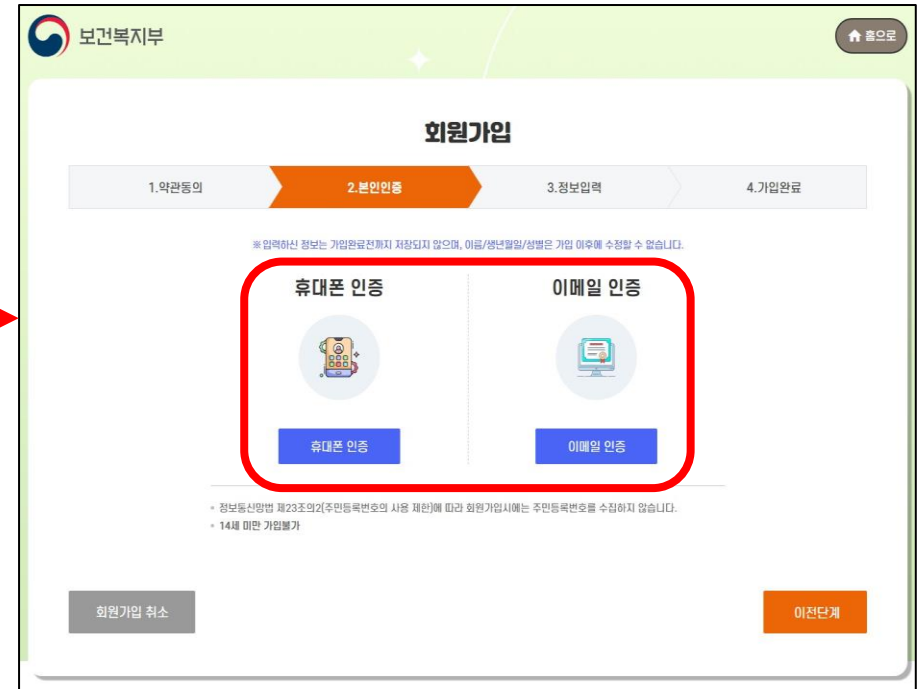 보건복지부
홈으로
회원가입
1.약관동의
2.본인인증
3.정보입력
4.가입완료
※입력하신 정보는 가입완료전까지 저장되지 않으며, 이름/생년월일/성별은 가입 이후에 수정할 수 없습니다.
휴대폰 인증
이메일 인증
휴대폰 인증
이메일 인증
정보통신망법 제23조의2(주민등록번호의 사용 제한)에 따라 회원가입시에는 주민등록번호를 수집하지 않습니다.
14세 미만 가입불가
회원가입 취소
이전단계